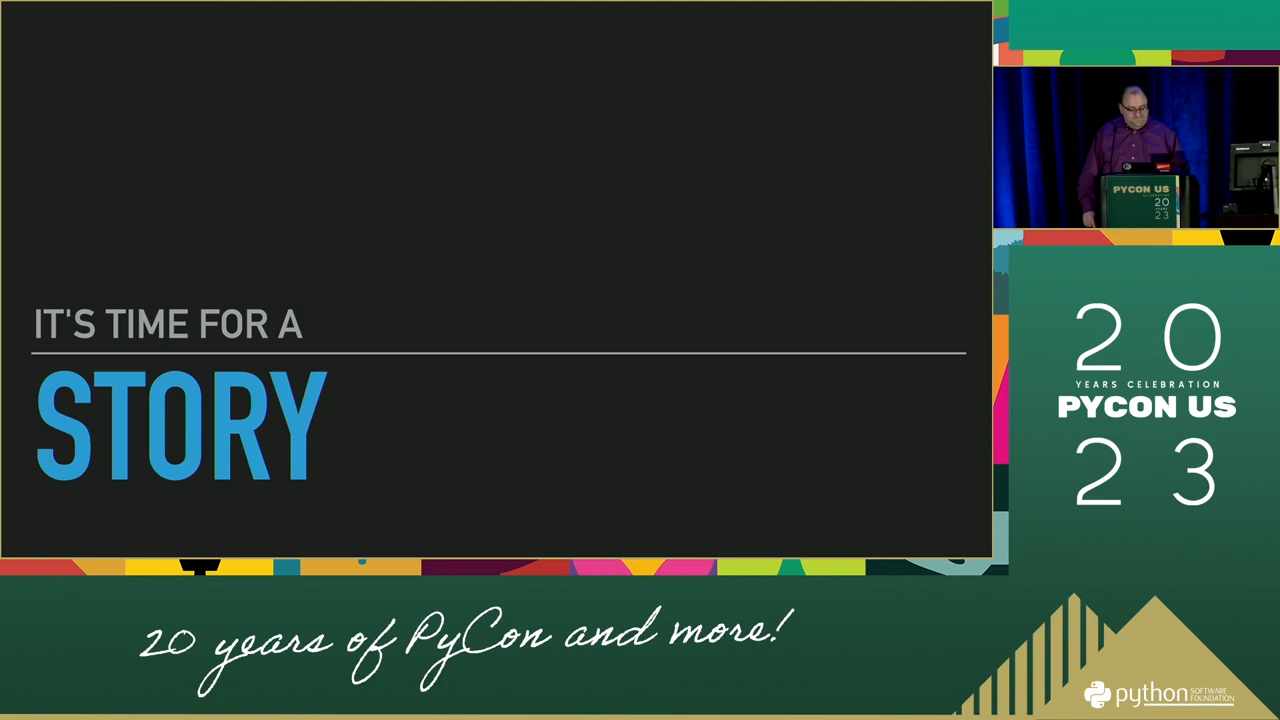 IT'S TIME FOR A
STORY
PYCON US
20
23
20
YEARS CELEBRATION
PYCON US
23
20 years of PyCon and more!
python SOFTWARE
FOUNDATION